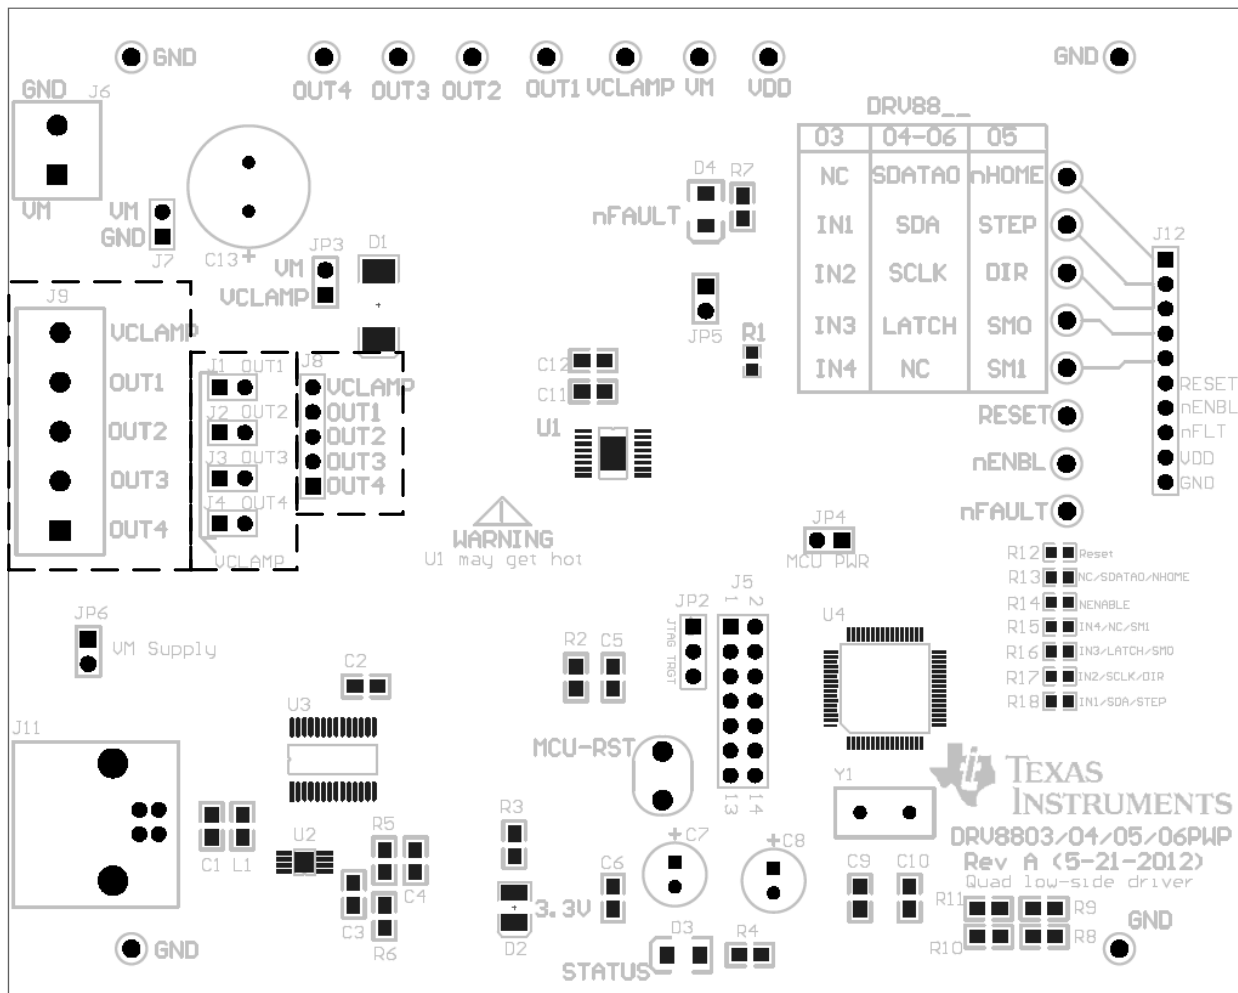 GND
OUT4 OUT3 OUT2 OUT1 VCLAMP VM VDD
GND
GND J6
VM
VM
GND
J7
C13 +
JP3
VM
VCLAMP
D1
D4 R7
nFAULT
JP5
R1
DRV88__
03 04-06 05
NC SDATAO nHOME
IN1 SDA STEP
IN2 SCLK DIR
IN3 LATCH SM0
IN4 NC SM1
RESET
nENBL
nFAULT
J12
RESET
nENBL
nFLT
VDD
GND
J9
VCLAMP
OUT1
OUT2
OUT3
OUT4
J1 OUT1
J2 OUT2
J3 OUT3
J4 OUT4
VCLAMP
J8
VCLAMP
OUT1
OUT2
OUT3
OUT4
C12
C11
U1
WARNING
U1 may get hot
JP4
MCU PWR
R12 Reset
R13 NC/SDATAO/NHOME
R14 NENABLE
R15 IN4/NC/SM1
R16 IN3/LATCH/SMO
R17 IN2/SCLK/DIR
R18 IN1/SDA/STEP
JP6
VM Supply
C2
U3
R2 C5
JP2
JTAG TRGT
J5
1 2
13 14
U4
MCU-RST
J11
C1 L1
U2
R5
C4
C3
R6
R3
D2
3.3V
C6
+ C7
+ C8
Y1
C9 C10
D3
STATUS
R4
TEXAS
INSTRUMENTS
DRV8803/04/05/06PWP
Rev A (5-21-2012)
Quad low-side driver
R11 R9
R10 R8
GND
GND